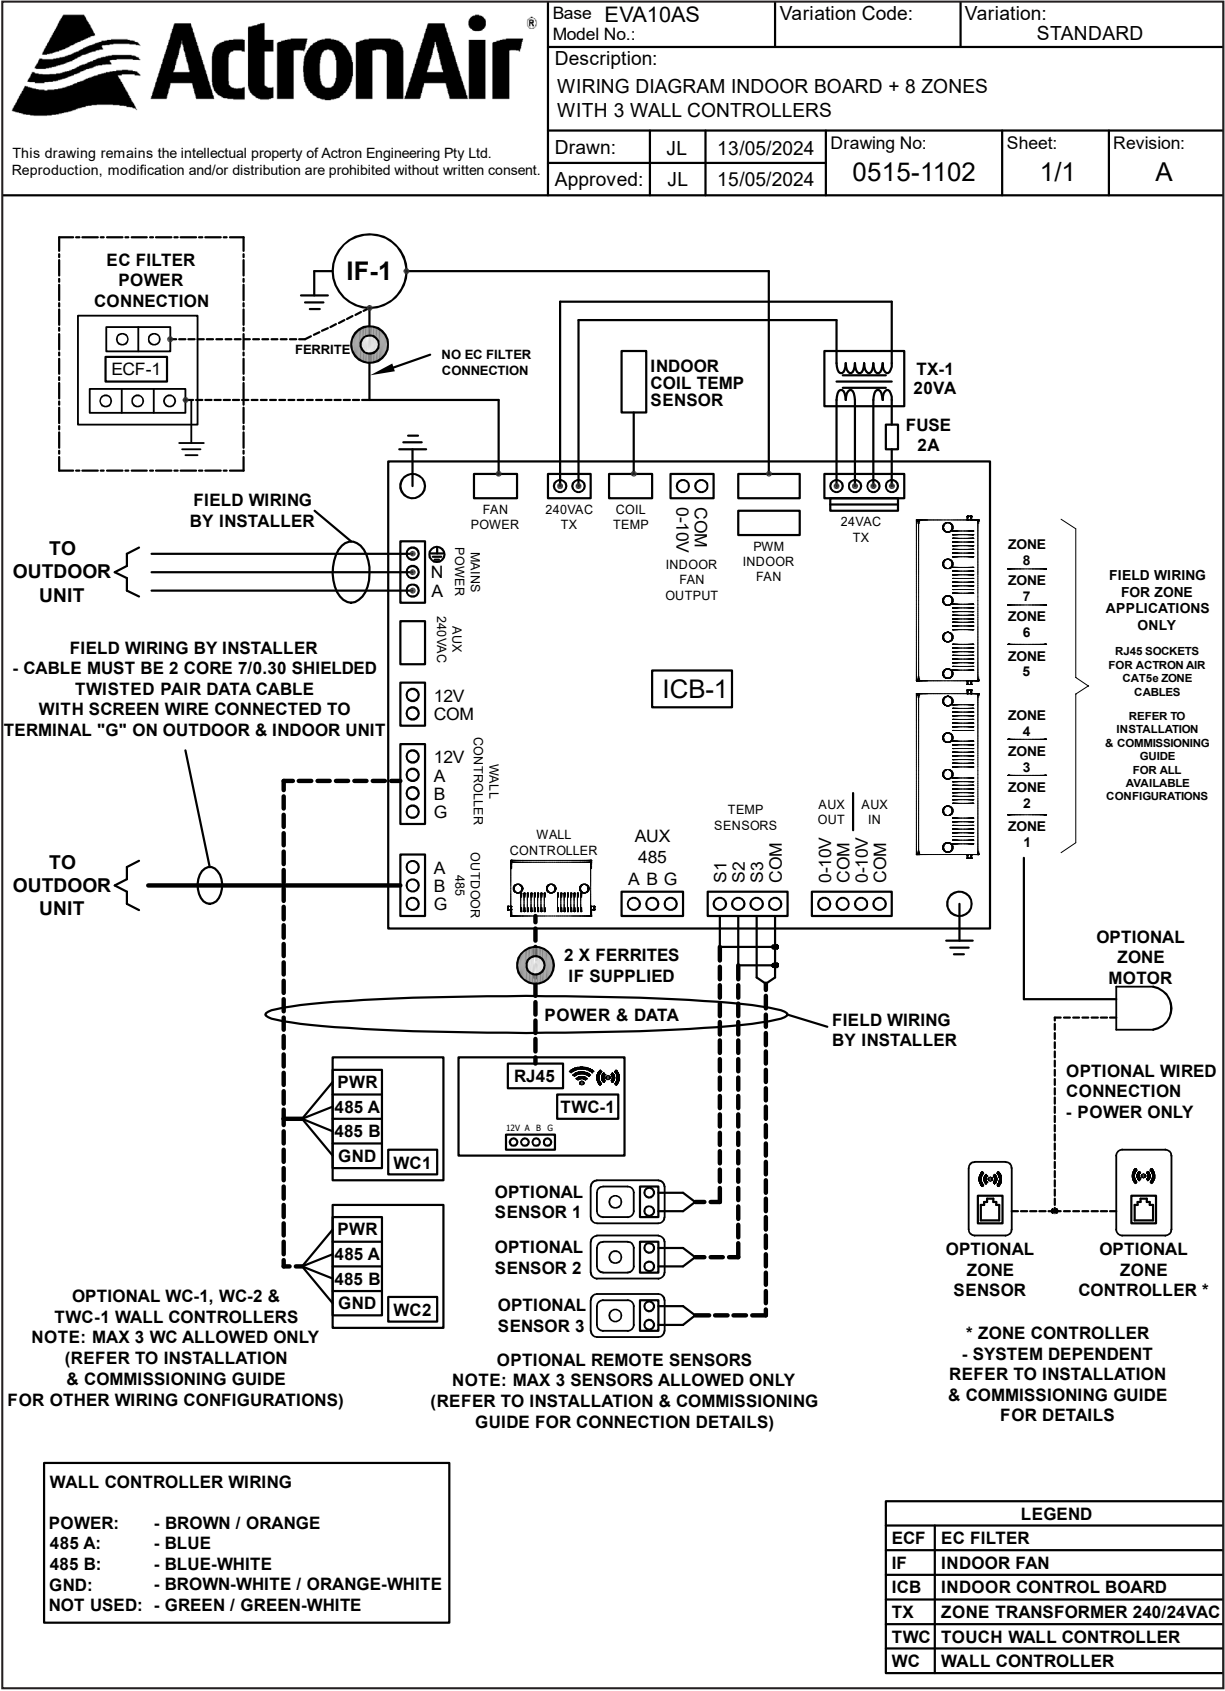 ActronAir®
This drawing remains the intellectual property of Actron Engineering Pty Ltd.
Reproduction, modification and/or distribution are prohibited without written consent.
Base Model No.: EVA10AS
Variation Code:
Variation: STANDARD
Description:
WIRING DIAGRAM INDOOR BOARD + 8 ZONES
WITH 3 WALL CONTROLLERS
Drawn: JL 13/05/2024
Approved: JL 15/05/2024
Drawing No: 0515-1102
Sheet: 1/1
Revision: A
EC FILTER
POWER
CONNECTION
ECF-1
IF-1
FERRITE
NO EC FILTER
CONNECTION
INDOOR
COIL TEMP
SENSOR
TX-1
20VA
FUSE
2A
FIELD WIRING
BY INSTALLER
TO
OUTDOOR
UNIT
FAN
POWER
240VAC
TX
COIL
TEMP
0-10V
COM
INDOOR
FAN
OUTPUT
PWM
INDOOR
FAN
24VAC
TX
N
A
MAINS
POWER
AUX
240VAC
12V
COM
12V
A
B
G
WALL
CONTROLLER
A
B
G
OUTDOOR
485
ICB-1
FIELD WIRING BY INSTALLER
- CABLE MUST BE 2 CORE 7/0.30 SHIELDED
TWISTED PAIR DATA CABLE
WITH SCREEN WIRE CONNECTED TO
TERMINAL "G" ON OUTDOOR & INDOOR UNIT
TO
OUTDOOR
UNIT
WALL
CONTROLLER
AUX
485
A B G
TEMP
SENSORS
S1
S2
S3
COM
AUX
OUT
AUX
IN
0-10V
COM
0-10V
COM
ZONE
8
ZONE
7
ZONE
6
ZONE
5
ZONE
4
ZONE
3
ZONE
2
ZONE
1
FIELD WIRING
FOR ZONE
APPLICATIONS
ONLY
RJ45 SOCKETS
FOR ACTRON AIR
CAT5e ZONE
CABLES
REFER TO
INSTALLATION
& COMMISSIONING
GUIDE
FOR ALL
AVAILABLE
CONFIGURATIONS
2 X FERRITES
IF SUPPLIED
POWER & DATA
FIELD WIRING
BY INSTALLER
OPTIONAL
ZONE
MOTOR
OPTIONAL WIRED
CONNECTION
- POWER ONLY
PWR
485 A
485 B
GND
WC1
RJ45
TWC-1
12V A B G
PWR
485 A
485 B
GND
WC2
OPTIONAL
SENSOR 1
OPTIONAL
SENSOR 2
OPTIONAL
SENSOR 3
OPTIONAL
ZONE
SENSOR
OPTIONAL
ZONE
CONTROLLER *
OPTIONAL WC-1, WC-2 &
TWC-1 WALL CONTROLLERS
NOTE: MAX 3 WC ALLOWED ONLY
(REFER TO INSTALLATION
& COMMISSIONING GUIDE
FOR OTHER WIRING CONFIGURATIONS)
OPTIONAL REMOTE SENSORS
NOTE: MAX 3 SENSORS ALLOWED ONLY
(REFER TO INSTALLATION & COMMISSIONING
GUIDE FOR CONNECTION DETAILS)
* ZONE CONTROLLER
- SYSTEM DEPENDENT
REFER TO INSTALLATION
& COMMISSIONING GUIDE
FOR DETAILS
WALL CONTROLLER WIRING
POWER: - BROWN / ORANGE
485 A: - BLUE
485 B: - BLUE-WHITE
GND: - BROWN-WHITE / ORANGE-WHITE
NOT USED: - GREEN / GREEN-WHITE
LEGEND
ECF EC FILTER
IF INDOOR FAN
ICB INDOOR CONTROL BOARD
TX ZONE TRANSFORMER 240/24VAC
TWC TOUCH WALL CONTROLLER
WC WALL CONTROLLER